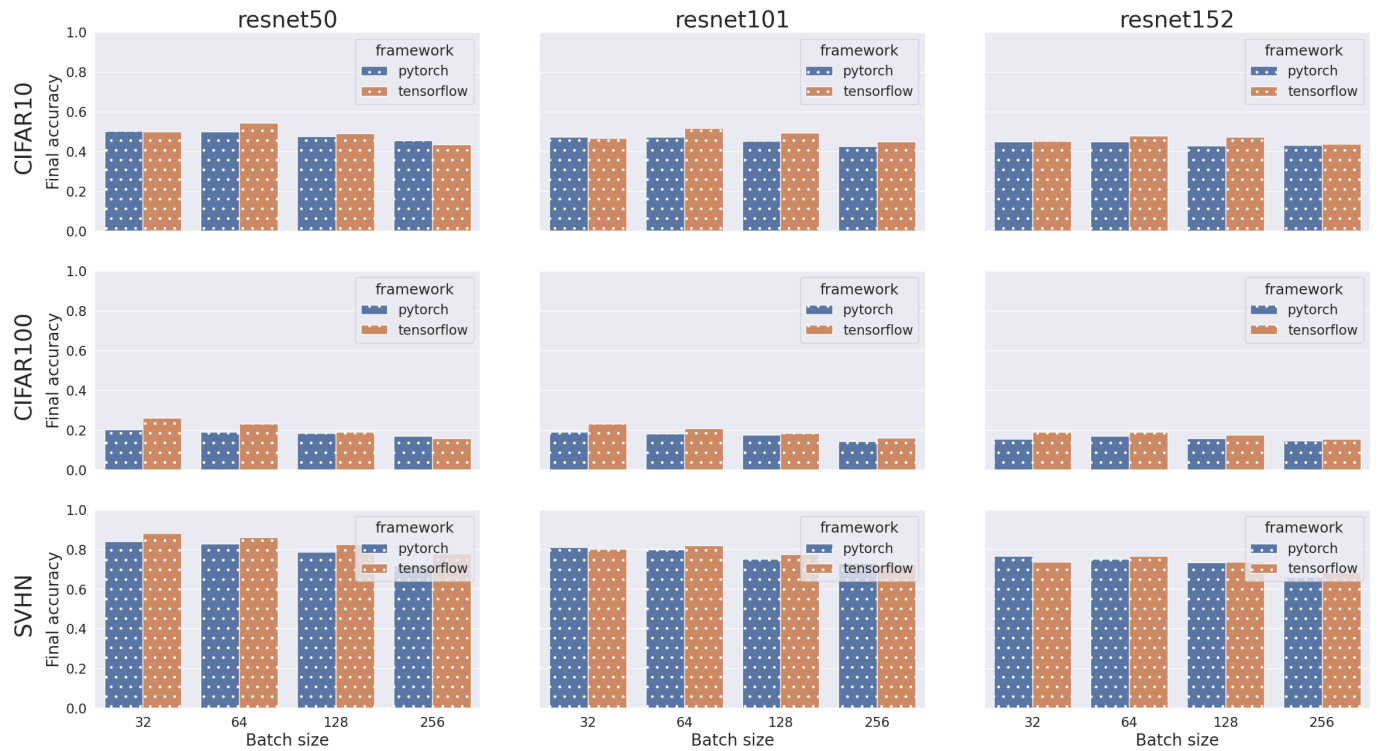 resnet50 resnet101 resnet152
CIFAR10
Final accuracy
1.0
0.8
0.6
0.4
0.2
0.0
framework
pytorch
tensorflow
framework
pytorch
tensorflow
framework
pytorch
tensorflow
CIFAR100
Final accuracy
1.0
0.8
0.6
0.4
0.2
0.0
framework
pytorch
tensorflow
framework
pytorch
tensorflow
framework
pytorch
tensorflow
SVHN
Final accuracy
1.0
0.8
0.6
0.4
0.2
0.0
framework
pytorch
tensorflow
framework
pytorch
tensorflow
framework
pytorch
tensorflow
32 64 128 256
Batch size
32 64 128 256
Batch size
32 64 128 256
Batch size